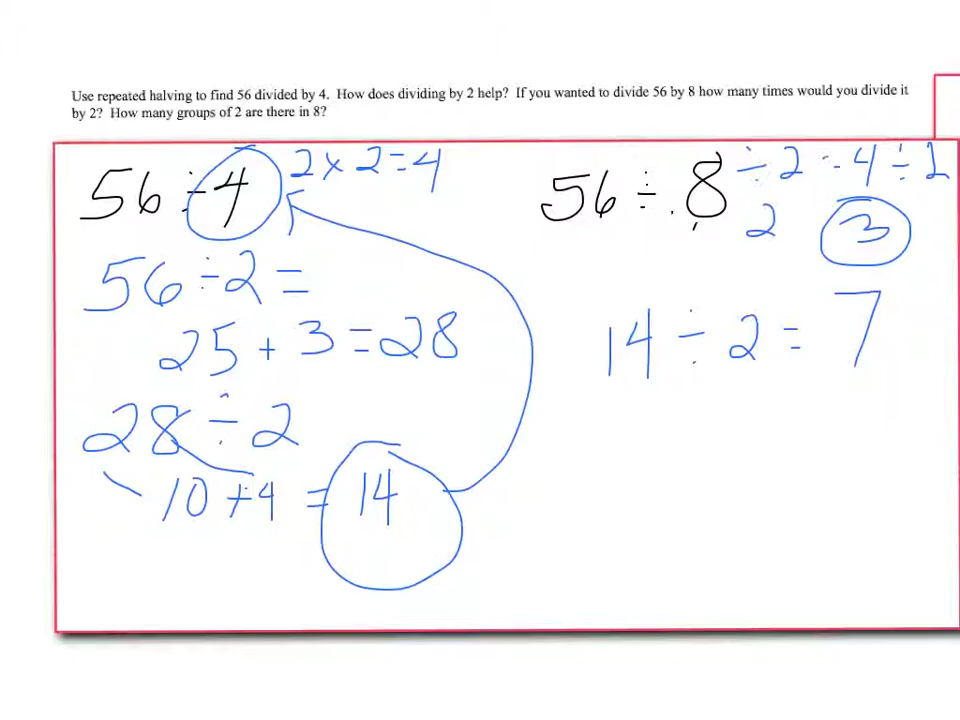 Use repeated halving to find 56 divided by 4. How does dividing by 2 help? If you wanted to divide 56 by 8 how many times would you divide it
by 2? How many groups of 2 are there in 8?
56 ÷ 4 2 x 2 = 4
56 ÷ 2 =
25 + 3 = 28
28 ÷ 2
10 + 4 = 14
56 ÷ 8 ÷ 2 = 4 ÷ 2
2 3
14 ÷ 2 = 7